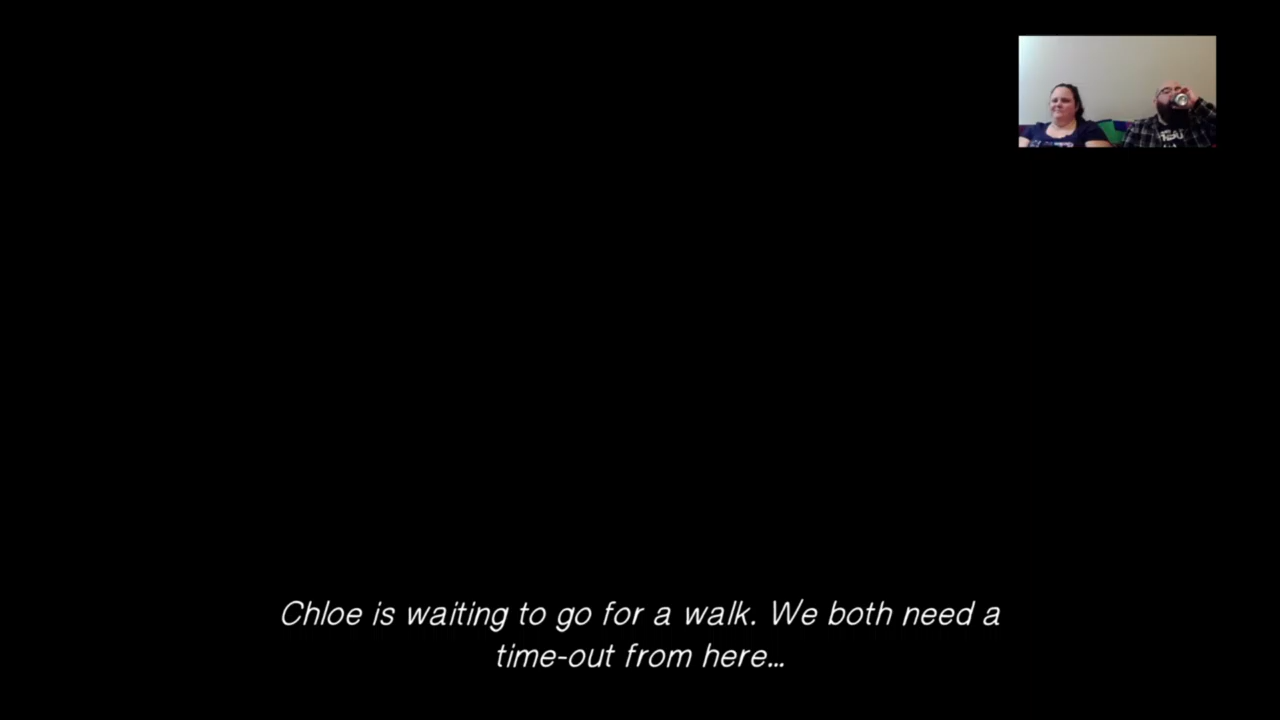 Chloe is waiting to go for a walk. We both need a
time-out from here...